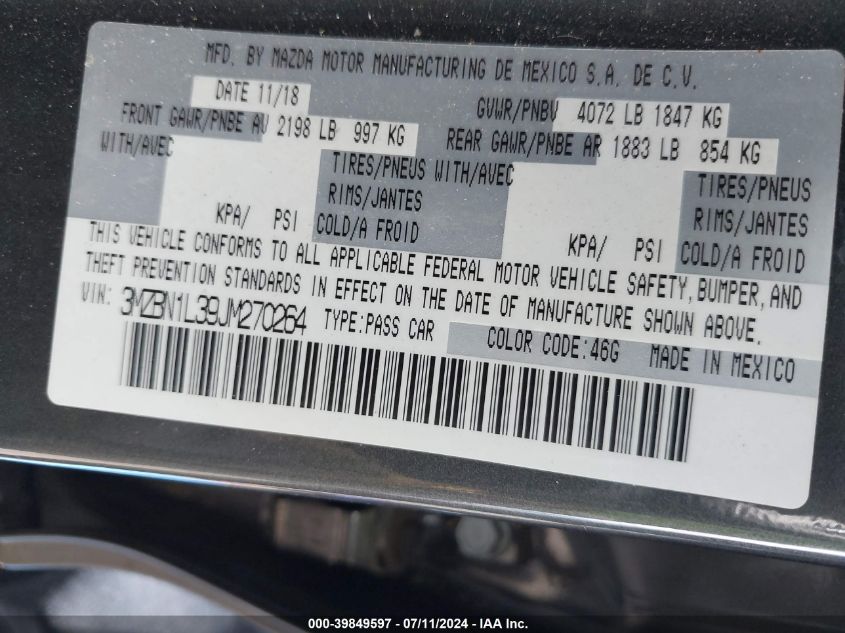 MFD. BY MAZDA MOTOR MANUFACTURING DE MEXICO S.A. DE C.V.
DATE 11/18 GVWR/PNBV 4072 LB 1847 KG
FRONT GAWR/PNBE AV 2198 LB 997 KG REAR GAWR/PNBE AR 1883 LB 854 KG
WITH/AVEC TIRES/PNEUS WITH/AVEC TIRES/PNEUS
RIMS/JANTES RIMS/JANTES
KPA/ PSI COLD/A FROID KPA/ PSI COLD/A FROID
THIS VEHICLE CONFORMS TO ALL APPLICABLE FEDERAL MOTOR VEHICLE SAFETY, BUMPER, AND
THEFT PREVENTION STANDARDS IN EFFECT ON THE DATE OF MANUFACTURE SHOWN ABOVE.
VIN: 3MZBN1L39JM270264 TYPE:PASS CAR
COLOR CODE:46G MADE IN MEXICO
000-39849597 - 07/11/2024 - IAA Inc.